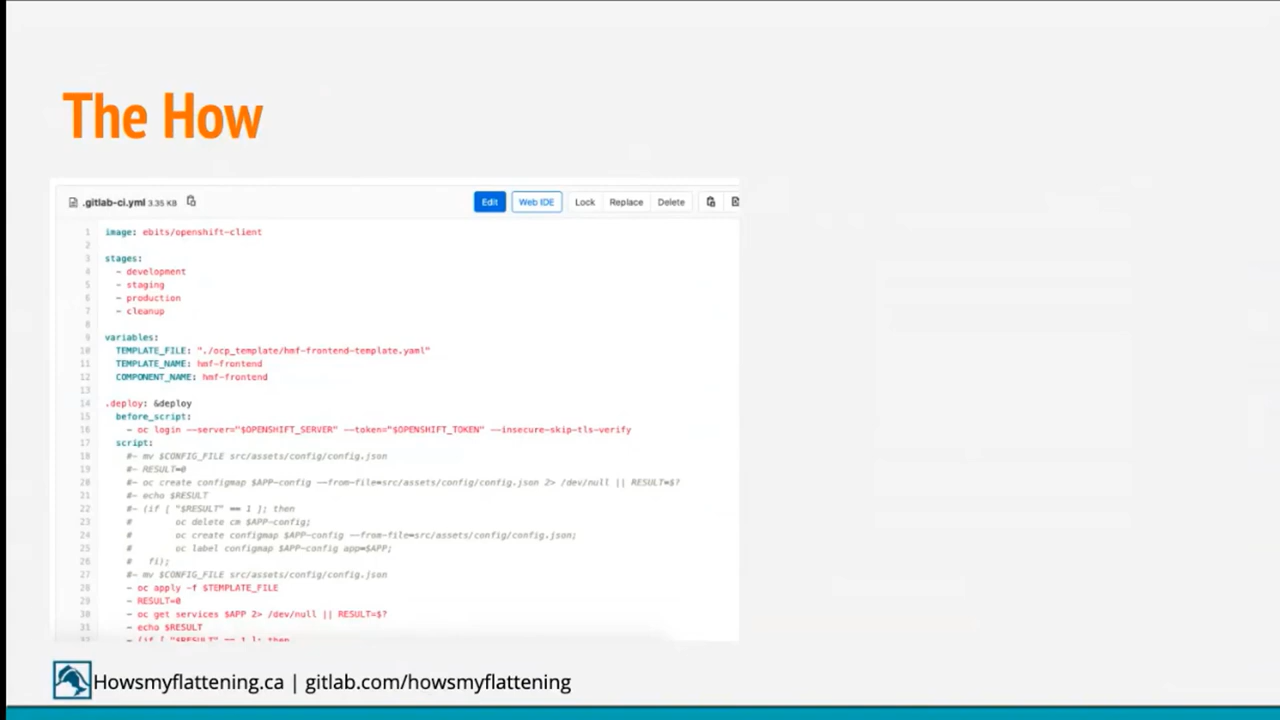 The How
.gitlab-ci.yml 3.35 KB Edit Web IDE Lock Replace Delete
1 image: ebits/openshift-client
2
3 stages:
4 - development
5 - staging
6 - production
7 - cleanup
8
9 variables:
10 TEMPLATE_FILE: "./ocp_template/hmf-frontend-template.yaml"
11 TEMPLATE_NAME: hmf-frontend
12 COMPONENT_NAME: hmf-frontend
13
14 .deploy: &deploy
15 before_script:
16 - oc login --server="$OPENSHIFT_SERVER" --token="$OPENSHIFT_TOKEN" --insecure-skip-tls-verify
17 script:
18 #- mv $CONFIG_FILE src/assets/config/config.json
19 #- RESULT=0
20 #- oc create configmap $APP-config --from-file=src/assets/config/config.json 2> /dev/null || RESULT=$?
21 #- echo $RESULT
22 #- (if [ "$RESULT" == 1 ]; then
23 # oc delete cm $APP-config;
24 # oc create configmap $APP-config --from-file=src/assets/config/config.json;
25 # oc label configmap $APP-config app=$APP;
26 # fi);
27 #- mv $CONFIG_FILE src/assets/config/config.json
28 - oc apply -f $TEMPLATE_FILE
29 - RESULT=0
30 - oc get services $APP 2> /dev/null || RESULT=$?
31 - echo $RESULT
32 - (if [ "$RESULT" == 1 ]; then
Howsmyflattening.ca | gitlab.com/howsmyflattening